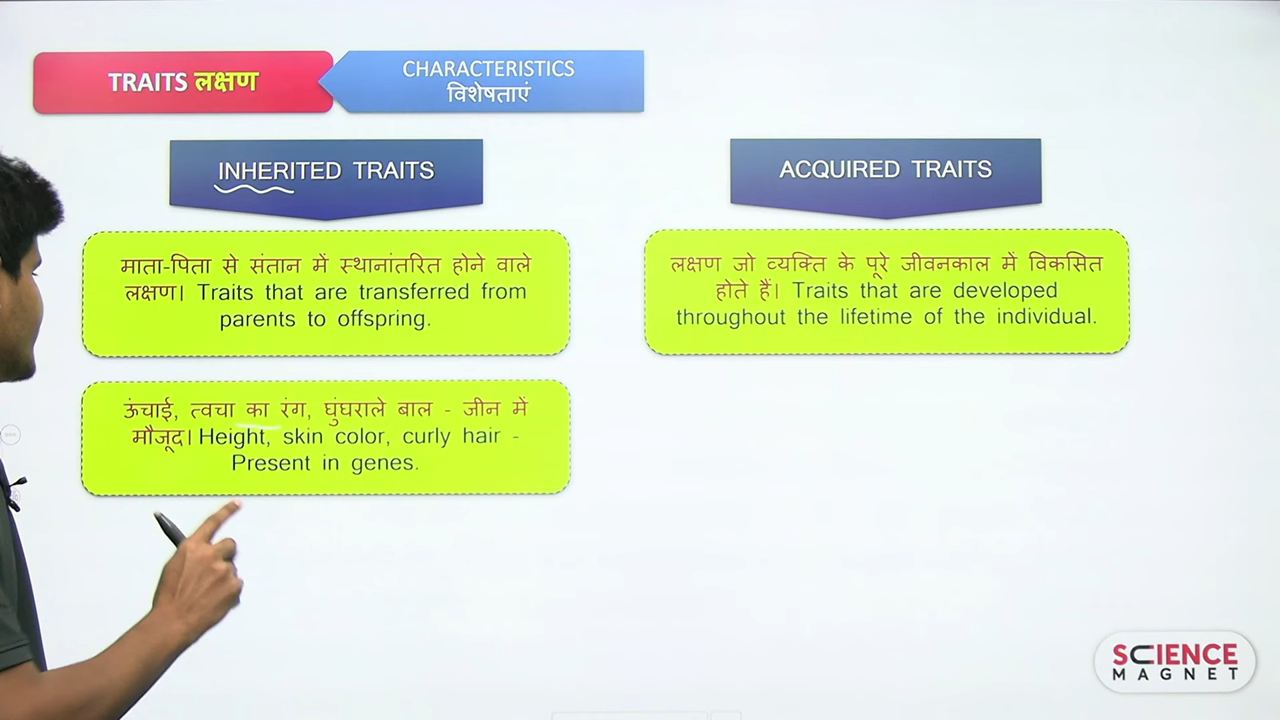 TRAITS लक्षण
CHARACTERISTICS
विशेषताएं
INHERITED TRAITS
माता-पिता से संतान में स्थानांतरित होने वाले
लक्षण। Traits that are transferred from
parents to offspring.
ऊंचाई, त्वचा का रंग, घुंघराले बाल - जीन में
मौजूद। Height, skin color, curly hair -
Present in genes.
ACQUIRED TRAITS
लक्षण जो व्यक्ति के पूरे जीवनकाल में विकसित
होते हैं। Traits that are developed
throughout the lifetime of the individual.
SCIENCE
MAGNET